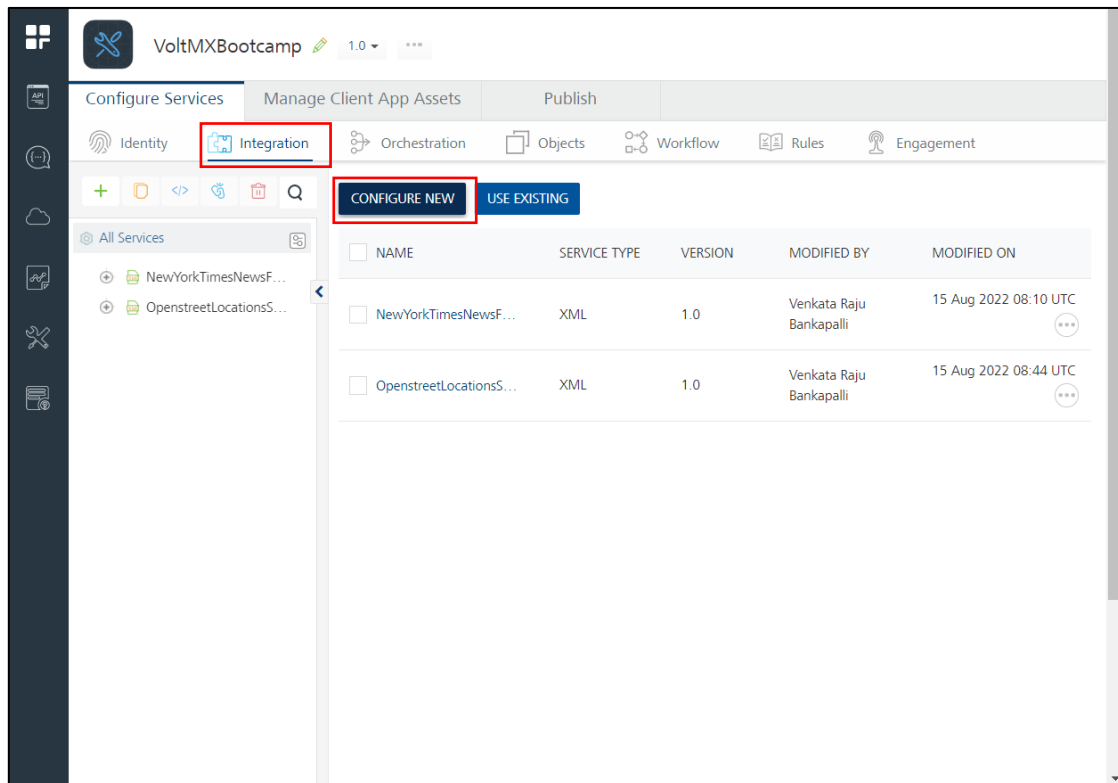 VoltMXBootcamp 1.0
Configure Services Manage Client App Assets Publish
API
Identity Integration Orchestration Objects Workflow Rules Engagement
CONFIGURE NEW USE EXISTING
All Services
NewYorkTimesNewsF...
OpenstreetLocationsS...
NAME SERVICE TYPE VERSION MODIFIED BY MODIFIED ON
NewYorkTimesNewsF... XML 1.0 Venkata Raju 15 Aug 2022 08:10 UTC
Bankapalli
OpenstreetLocationsS... XML 1.0 Venkata Raju 15 Aug 2022 08:44 UTC
Bankapalli